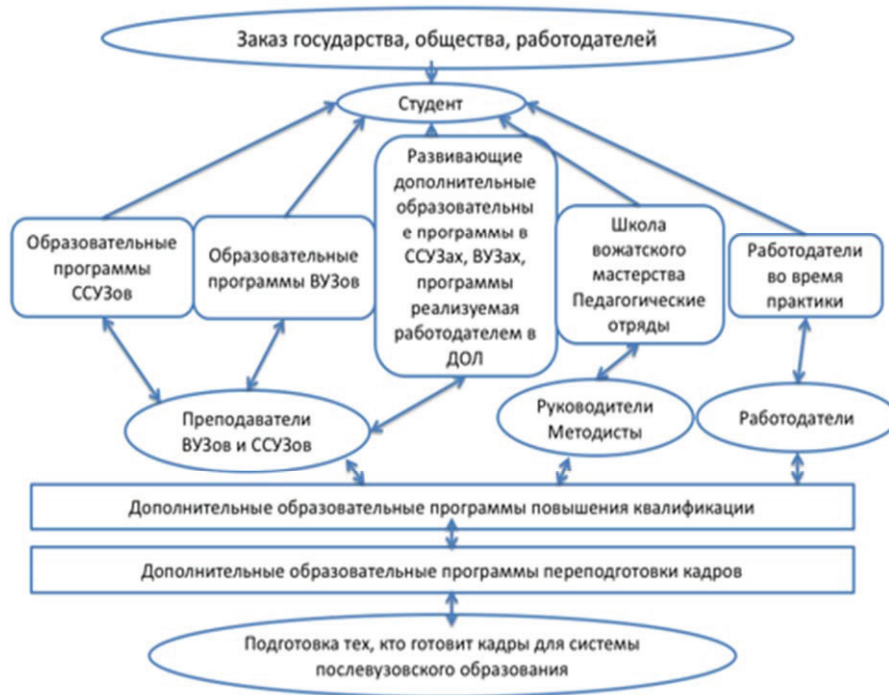 Заказ государства, общества, работодателей
Студент
Образовательные
программы
ССУЗов
Образовательные
программы ВУЗов
Развивающие
дополнительные
образовательны
е программы в
ССУЗах, ВУЗах,
программы
реализуемая
работодателем в
ДОЛ
Школа
вожатского
мастерства
Педагогические
отряды
Работодатели
во время
практики
Преподаватели
ВУЗов и ССУЗов
Руководители
Методисты
Работодатели
Дополнительные образовательные программы повышения квалификации
Дополнительные образовательные программы переподготовки кадров
Подготовка тех, кто готовит кадры для системы
послевузовского образования